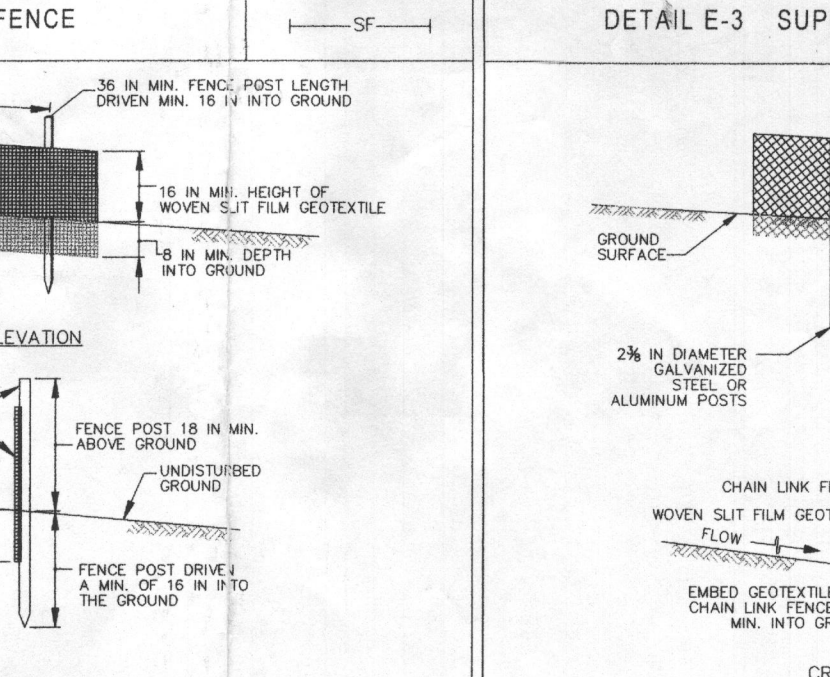 FENCE
SF
36 IN MIN. FENCE POST LENGTH
DRIVEN MIN. 16 IN INTO GROUND
16 IN MIN. HEIGHT OF
WOVEN SLIT FILM GEOTEXTILE
8 IN MIN. DEPTH
INTO GROUND
LEVATION
FENCE POST 18 IN MIN.
ABOVE GROUND
UNDISTURBED
GROUND
FENCE POST DRIVEN
A MIN. OF 16 IN INTO
THE GROUND
DETAIL E-3 SUP
GROUND
SURFACE
2⅜ IN DIAMETER
GALVANIZED
STEEL OR
ALUMINUM POSTS
CHAIN LINK F
WOVEN SLIT FILM GEOT
FLOW
EMBED GEOTEXTILE
CHAIN LINK FENCE
MIN. INTO GR
CR